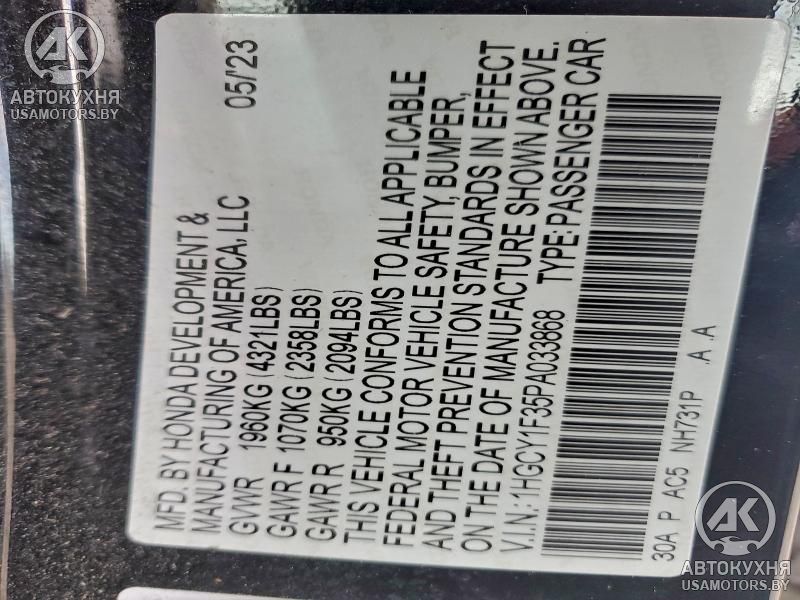 MFD. BY HONDA DEVELOPMENT &
MANUFACTURING OF AMERICA, LLC 05/'23
GVWR 1960KG (4321LBS)
GAWR F 1070KG (2358LBS)
GAWR R 950KG (2094LBS)
THIS VEHICLE CONFORMS TO ALL APPLICABLE
FEDERAL MOTOR VEHICLE SAFETY, BUMPER,
AND THEFT PREVENTION STANDARDS IN EFFECT
ON THE DATE OF MANUFACTURE SHOWN ABOVE.
V.I.N.: 1HGCY1F35PA033868 TYPE: PASSENGER CAR
30A P AC5 NH731P .A .A
АК
АВТОКУХНЯ
USAMOTORS.BY
АК
АВТОКУХНЯ
USAMOTORS.BY